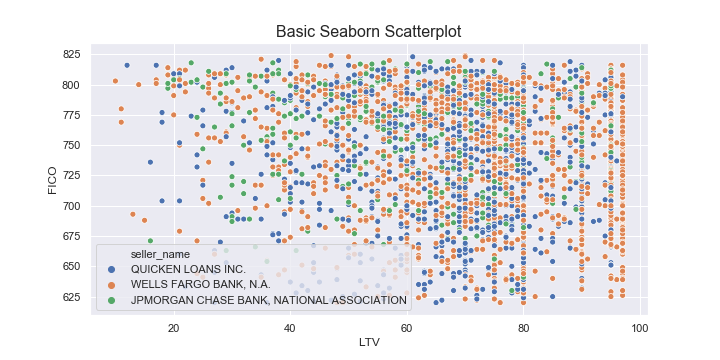 Basic Seaborn Scatterplot
825
800
775
750
725
700
675
650
625
FICO
seller_name
QUICKEN LOANS INC.
WELLS FARGO BANK, N.A.
JPMORGAN CHASE BANK, NATIONAL ASSOCIATION
20 40 60 80 100
LTV